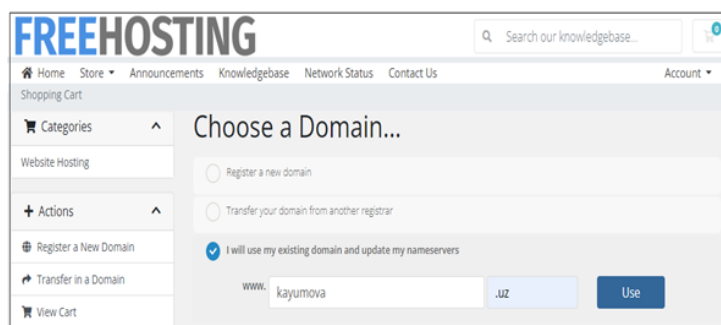 FREEHOSTING
Search our knowledgebase...
0
Home Store Announcements Knowledgebase Network Status Contact Us Account
Shopping Cart
Categories
Website Hosting
Actions
Register a New Domain
Transfer in a Domain
View Cart
Choose a Domain...
Register a new domain
Transfer your domain from another registrar
I will use my existing domain and update my nameservers
www. kayumova .uz Use